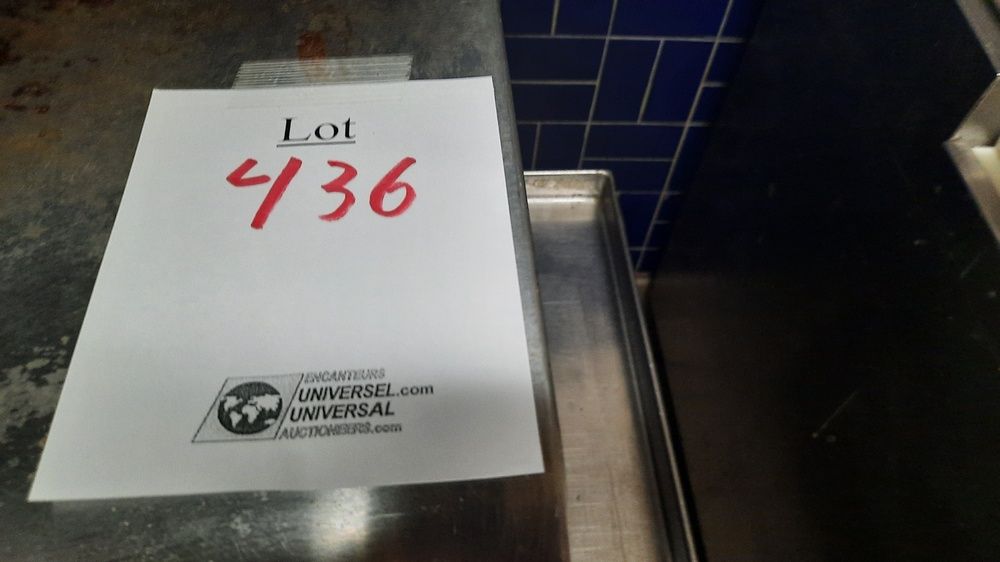 Lot
436
ENCANTEURS
UNIVERSEL.com
UNIVERSAL
AUCTIONEERS.com